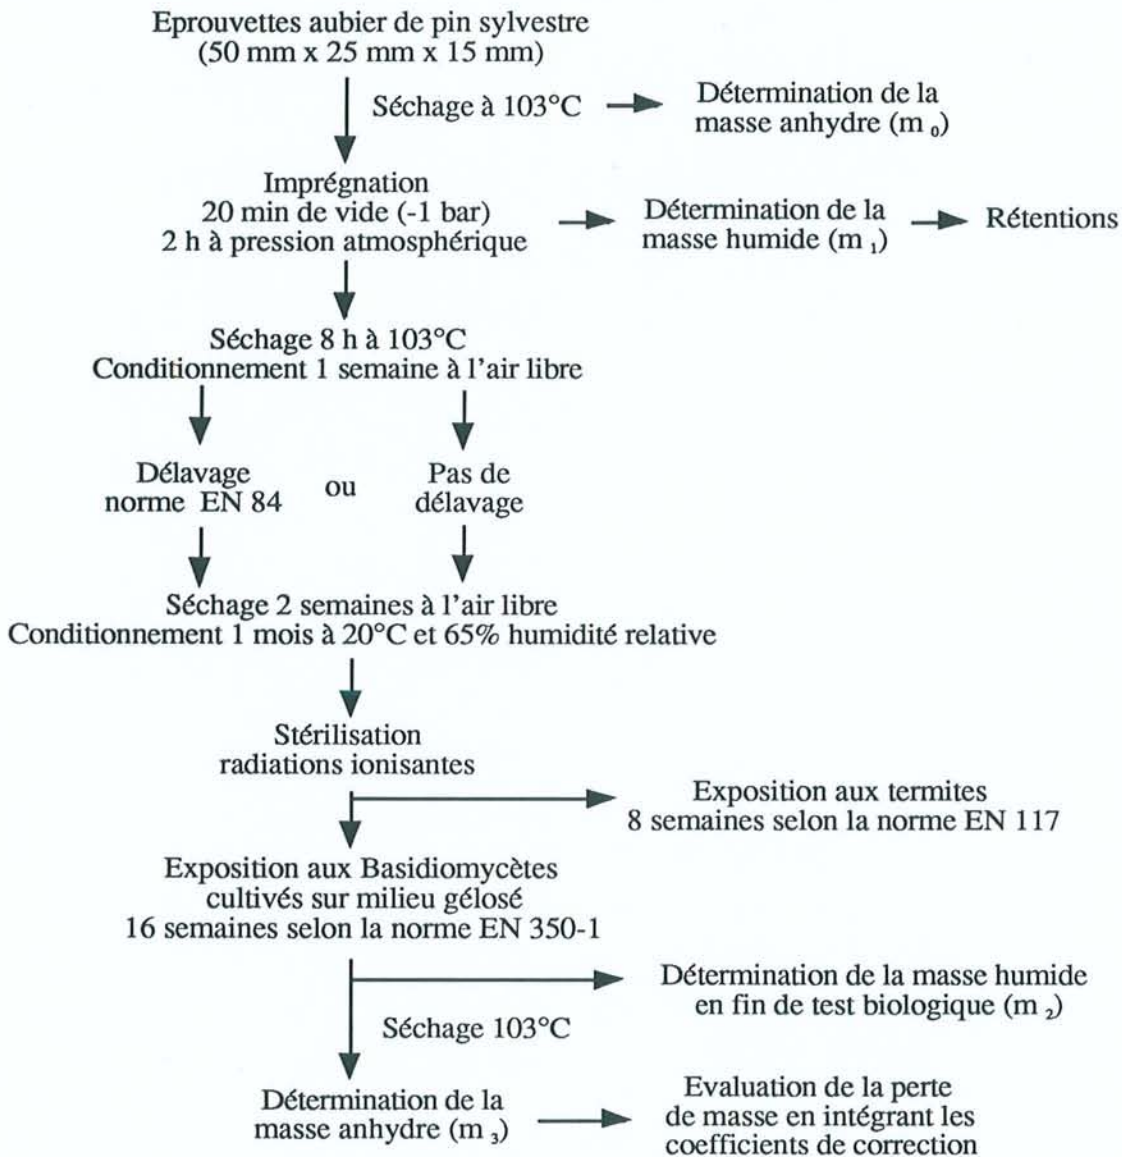 Eprouvettes aubier de pin sylvestre
(50 mm x 25 mm x 15 mm)
Séchage à 103°C
Détermination de la
masse anhydre (m 0)
Imprégnation
20 min de vide (-1 bar)
2 h à pression atmosphérique
Détermination de la
masse humide (m 1)
Rétentions
Séchage 8 h à 103°C
Conditionnement 1 semaine à l'air libre
Délavage
norme EN 84
ou
Pas de
délavage
Séchage 2 semaines à l'air libre
Conditionnement 1 mois à 20°C et 65% humidité relative
Stérilisation
radiations ionisantes
Exposition aux termites
8 semaines selon la norme EN 117
Exposition aux Basidiomycètes
cultivés sur milieu gélosé
16 semaines selon la norme EN 350-1
Détermination de la masse humide
en fin de test biologique (m 2)
Séchage 103°C
Détermination de la
masse anhydre (m 3)
Evaluation de la perte
de masse en intégrant les
coefficients de correction